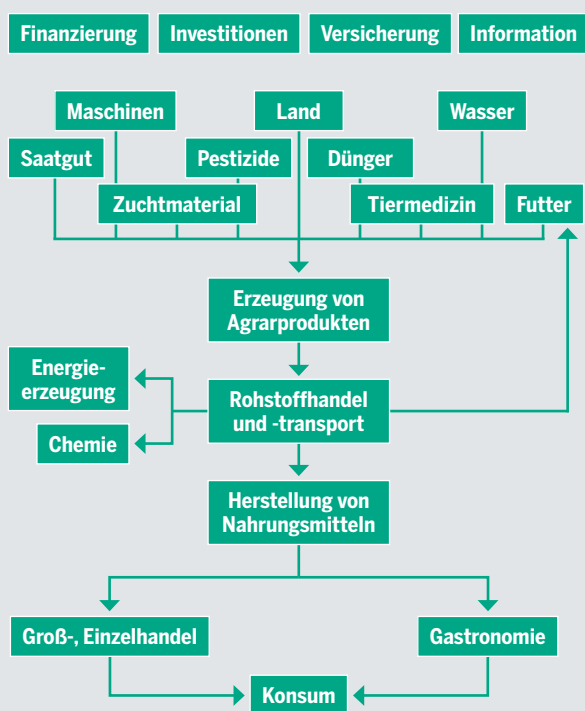 Finanzierung
Investitionen
Versicherung
Information
Maschinen
Land
Wasser
Saatgut
Pestizide
Dünger
Zuchtmaterial
Tiermedizin
Futter
Erzeugung von
Agrarprodukten
Energie-
erzeugung
Rohstoffhandel
und -transport
Chemie
Herstellung von
Nahrungsmitteln
Groß-, Einzelhandel
Gastronomie
Konsum